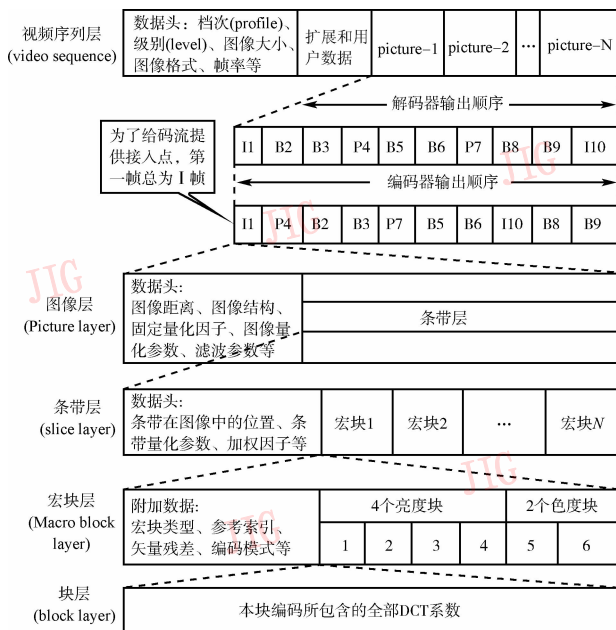 视频序列层
(video sequence)
数据头：档次(profile)、
级别(level)、图像大小、
图像格式、帧率等
扩展和用
户数据
picture-1
picture-2
…
picture-N
解码器输出顺序
为了给码流提
供接入点，第
一帧总为 I 帧
I1 B2 B3 P4 B5 B6 P7 B8 B9 I10
编码器输出顺序
I1 P4 B2 B3 P7 B5 B6 I10 B8 B9
图像层
(Picture layer)
数据头:
图像距离、图像结构、
固定量化因子、图像量
化参数、滤波参数等
条带层
条带层
(slice layer)
数据头:
条带在图像中的位置、条
带量化参数、加权因子等
宏块1
宏块2
…
宏块N
宏块层
(Macro block
layer)
附加数据:
宏块类型、参考索引、
矢量残差、编码模式等
4个亮度块
2个色度块
1 2 3 4 5 6
块层
(block layer)
本块编码所包含的全部DCT系数
JIG
JIG
JIG
JIG
JIG